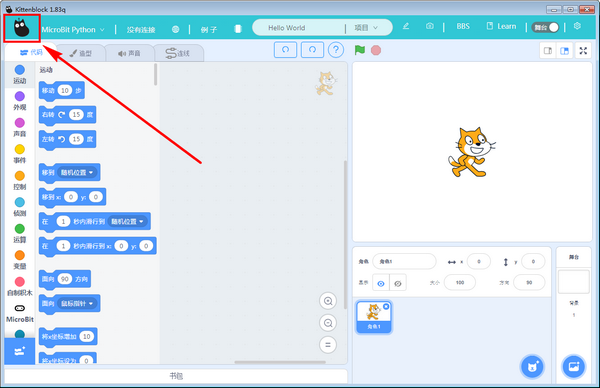 Kittenblock 1.83q
MicroBit Python 没有连接 例子 Hello World 项目 BBS Learn 舞台
代码 造型 声音 连线
运动
外观
声音
事件
控制
侦测
运算
变量
自制积木
MicroBit
运动
移动 10 步
右转 15 度
左转 15 度
移到 随机位置
移到 x: 0 y: 0
在 1 秒内滑行到 随机位置
在 1 秒内滑行到 x: 0 y: 0
面向 90 方向
面向 鼠标指针
将x坐标增加 10
将x坐标设为 0
书包
角色 角色1 x 0 y 0
显示 大小 100 方向 90
角色1
舞台
背景
1